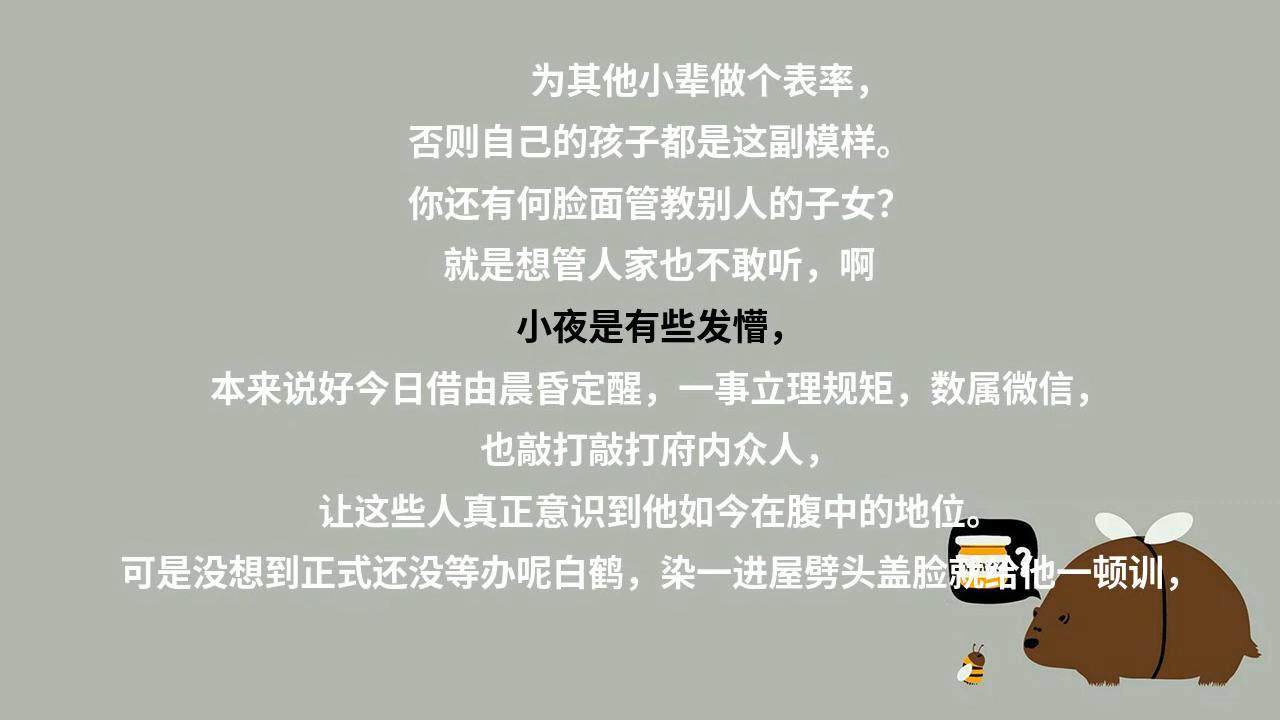 为其他小辈做个表率，
否则自己的孩子都是这副模样。
你还有何脸面管教别人的子女？
就是想管人家也不敢听，啊
小夜是有些发懵，
本来说好今日借由晨昏定醒，一事立理规矩，数属微信，
也敲打敲打府内众人，
让这些人真正意识到他如今在腹中的地位。
可是没想到正式还没等办呢白鹤，染一进屋劈头盖脸就给他一顿训，
?